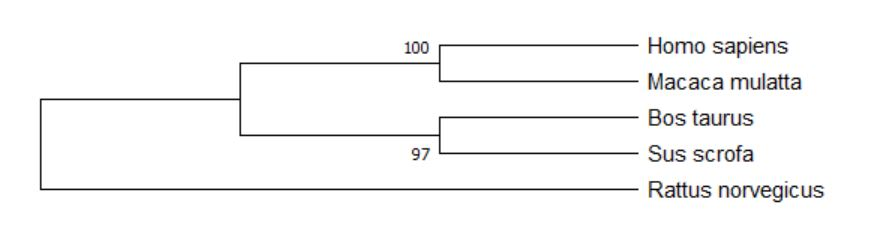 100
Homo sapiens
Macaca mulatta
Bos taurus
97
Sus scrofa
Rattus norvegicus